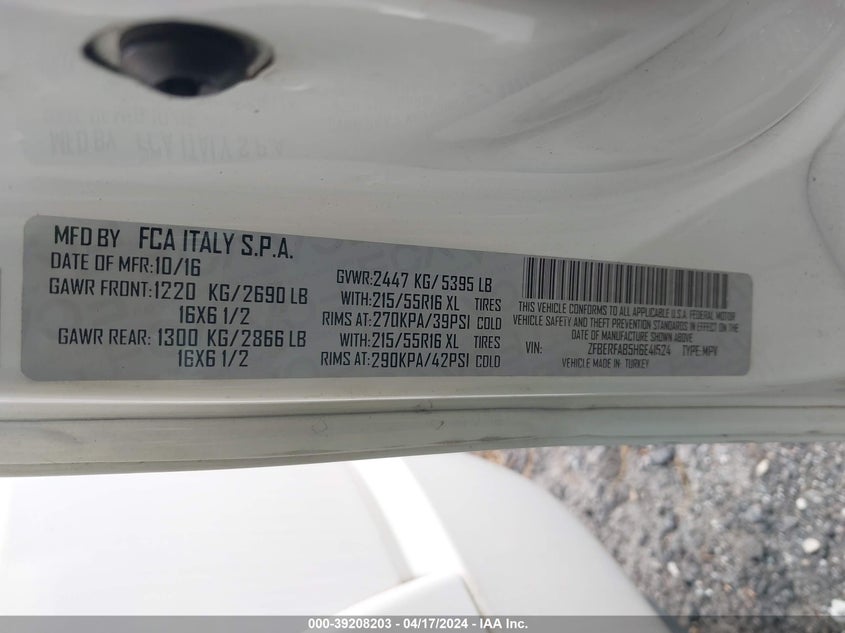 MFD BY FCA ITALY S.P.A.
DATE OF MFR:10/16
GAWR FRONT:1220 KG/2690 LB
16X6 1/2
GAWR REAR: 1300 KG/2866 LB
16X6 1/2
GVWR:2447 KG/5395 LB
WITH:215/55R16 XL TIRES
RIMS AT:270KPA/39PSI COLD
WITH:215/55R16 XL TIRES
RIMS AT:290KPA/42PSI COLD
THIS VEHICLE CONFORMS TO ALL APPLICABLE U.S.A. FEDERAL MOTOR
VEHICLE SAFETY AND THEFT PREVENTION STANDARDS IN EFFECT ON THE
DATE OF MANUFACTURE SHOWN ABOVE
VIN: ZFBERFAB5H6E41524 TYPE: MPV
VEHICLE MADE IN: TURKEY
000-39208203 - 04/17/2024 - IAA Inc.